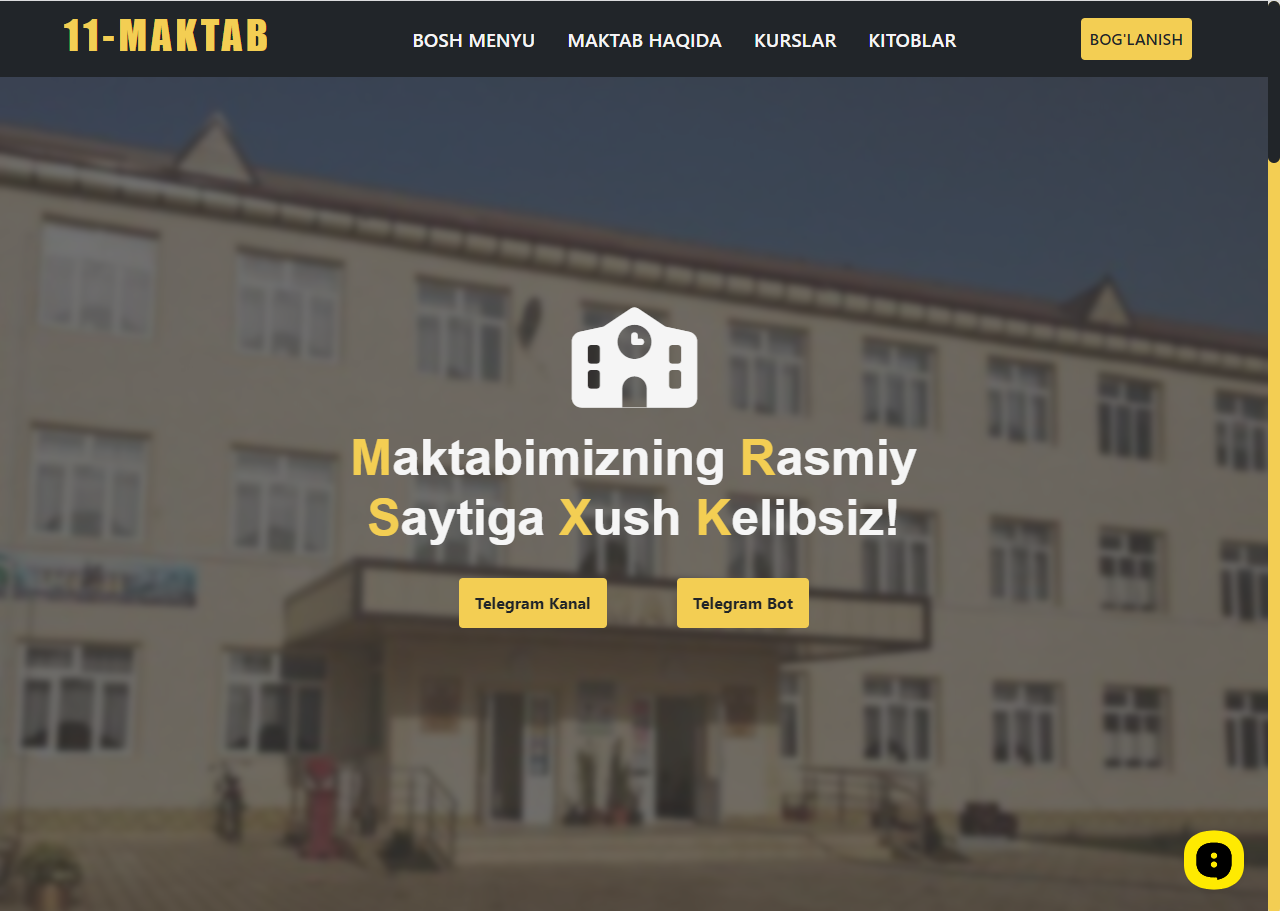 11-MAKTAB
BOSH MENYU MAKTAB HAQIDA KURSLAR KITOBLAR
BOG'LANISH
Maktabimizning Rasmiy
Saytiga Xush Kelibsiz!
Telegram Kanal
Telegram Bot